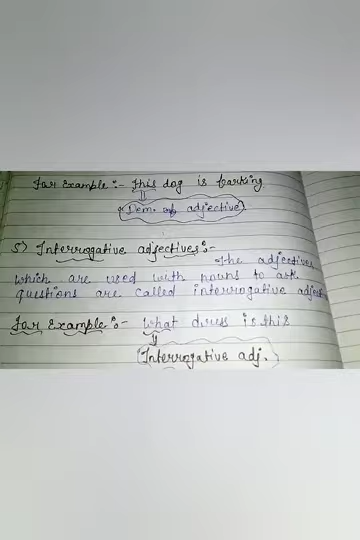 For Example :- This dog is barking
Dem. of adjective
5) Interrogative adjectives :-
The adjectives
which are used with nouns to ask
questions are called interrogative
For Example :- What dress is this
Interrogative adj.